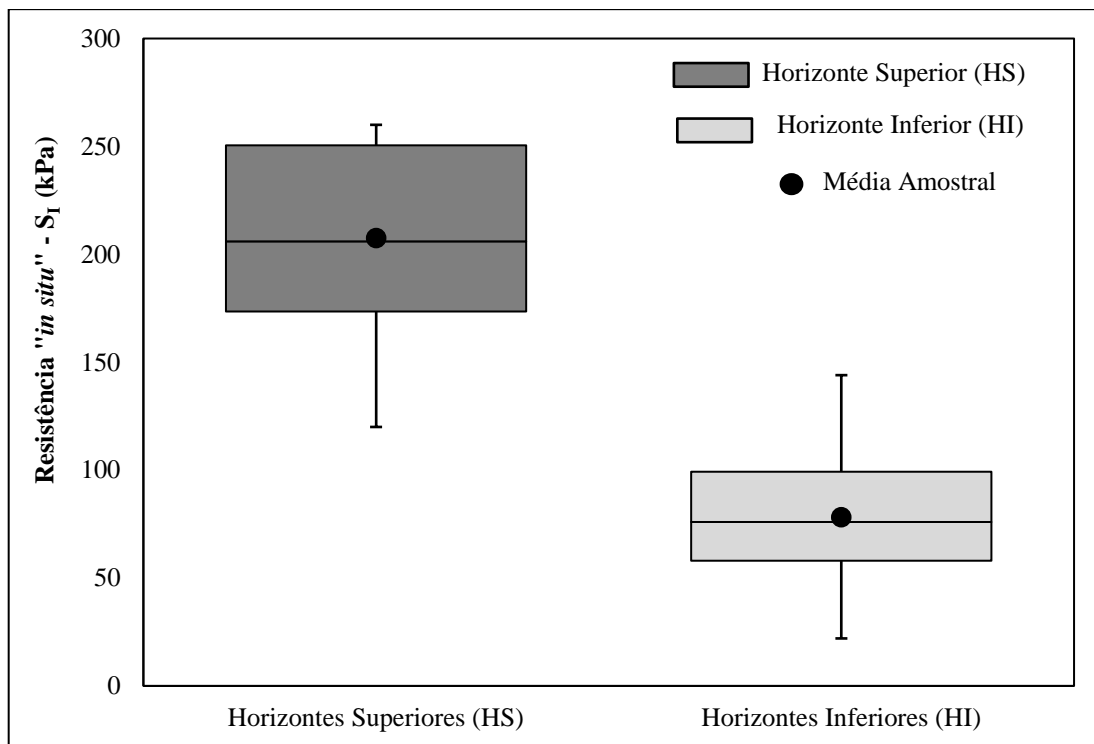 300
250
200
150
100
50
0
Resistência "in situ" - SI (kPa)
Horizonte Superior (HS)
Horizonte Inferior (HI)
Média Amostral
Horizontes Superiores (HS)
Horizontes Inferiores (HI)